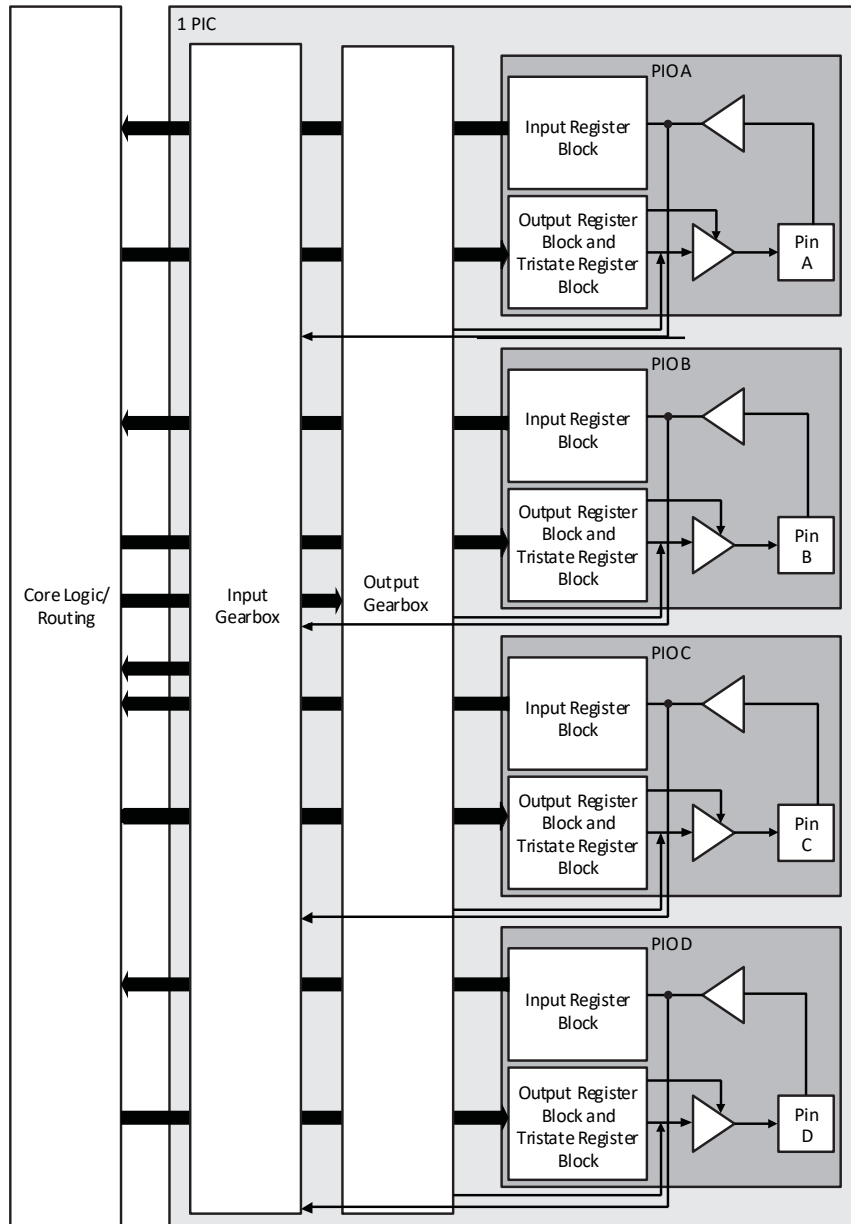 1 PIC
PIOA
Input Register
Block
Output Register
Block and
Tristate Register
Block
Pin
A
PIOB
Input Register
Block
Output Register
Block and
Tristate Register
Block
Pin
B
Core Logic/
Routing
Input
Gearbox
Output
Gearbox
PIOC
Input Register
Block
Output Register
Block and
Tristate Register
Block
Pin
C
PIOD
Input Register
Block
Output Register
Block and
Tristate Register
Block
Pin
D